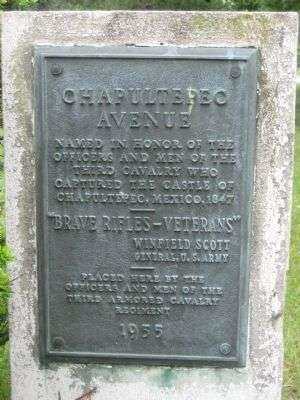 CHAPULTEPEC
AVENUE
NAMED IN HONOR OF THE
OFFICERS AND MEN OF THE
THIRD CAVALRY WHO
CAPTURED THE CASTLE OF
CHAPULTEPEC, MEXICO, 1847
"BRAVE RIFLES-VETERANS"
WINFIELD SCOTT
GENERAL, U.S. ARMY
PLACED HERE BY THE
OFFICERS AND MEN OF THE
THIRD ARMORED CAVALRY
REGIMENT
1955